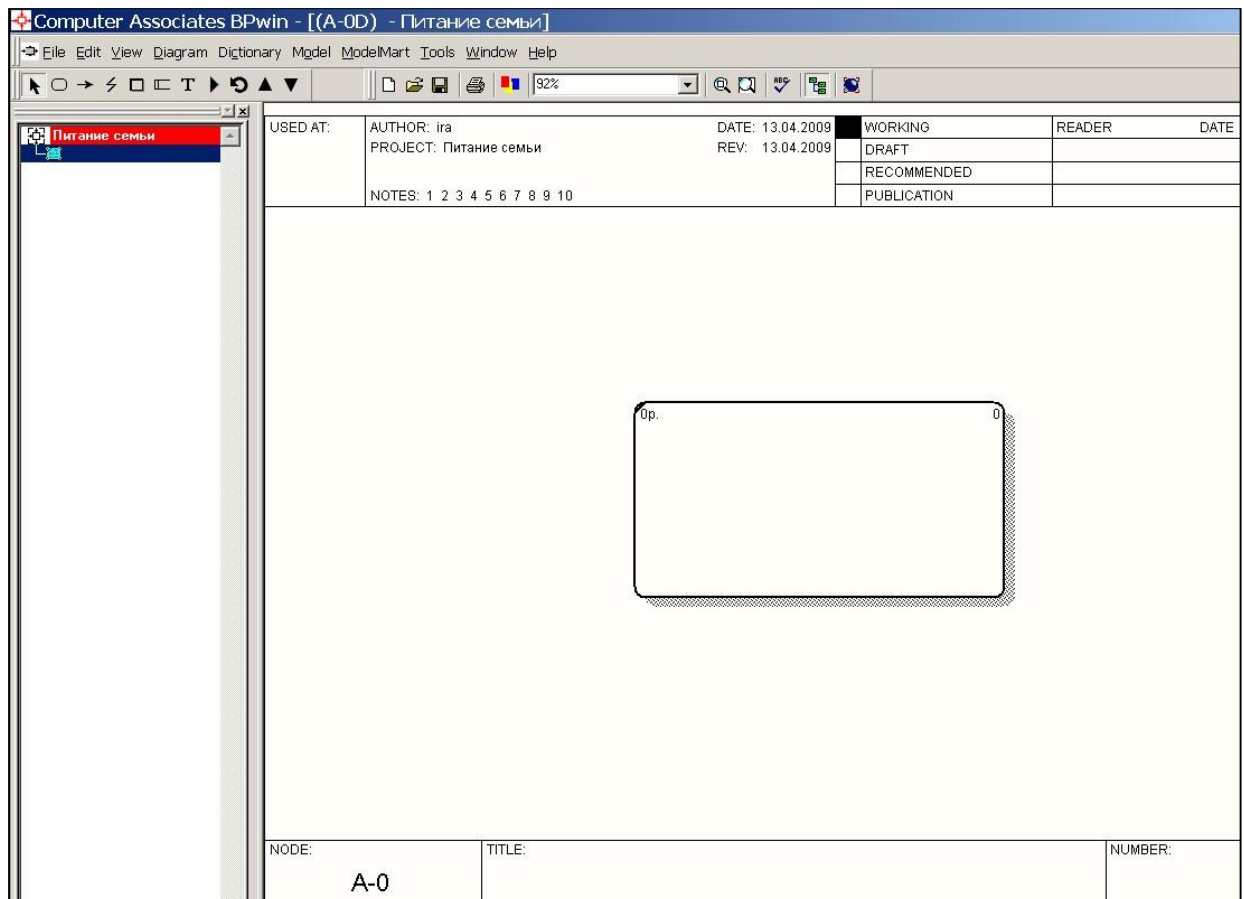 Computer Associates BPwin - [(A-0D) - Питание семьи]
File Edit View Diagram Dictionary Model ModelMart Tools Window Help
T 92% ABC
Питание семьи
USED AT: AUTHOR: ira DATE: 13.04.2009 WORKING READER DATE
PROJECT: Питание семьи REV: 13.04.2009 DRAFT
RECOMMENDED
NOTES: 1 2 3 4 5 6 7 8 9 10 PUBLICATION
0р. 0
NODE: TITLE: NUMBER:
A-0